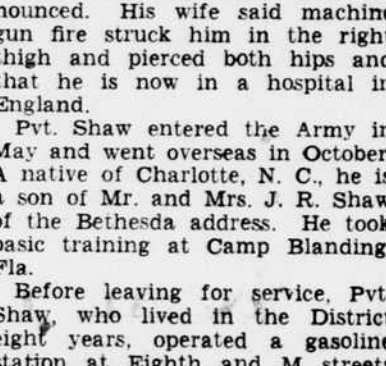 nounced. His wife said machine
gun fire struck him in the right
thigh and pierced both hips and
that he is now in a hospital in
England.
Pvt. Shaw entered the Army in
May and went overseas in October.
A native of Charlotte, N. C., he is
a son of Mr. and Mrs. J. R. Shaw
of the Bethesda address. He took
basic training at Camp Blanding,
Fla.
Before leaving for service, Pvt.
Shaw, who lived in the District
eight years, operated a gasoline
station at Eighth and M streets